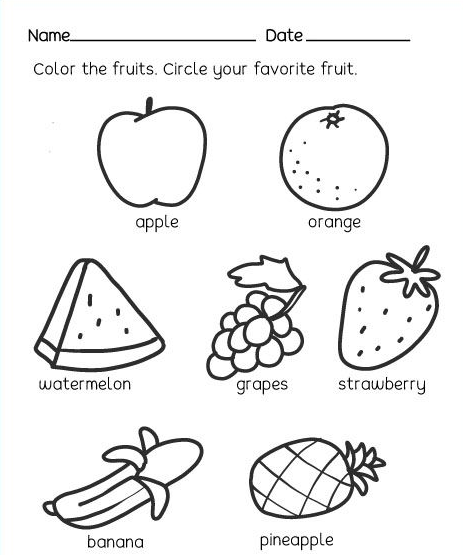 Name Date
Color the fruits. Circle your favorite fruit.
apple orange
watermelon grapes strawberry
banana pineapple